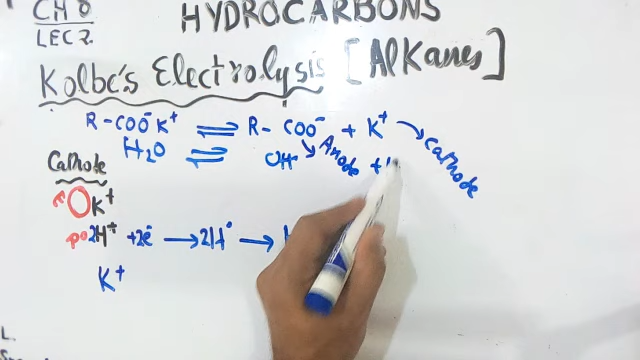 CH 8
HYDROCARBONS
LEC 2.
Kolbe's Electrolysis [Alkanes]
R-COO⁻K⁺ ⇌ R-COO⁻ + K⁺ → Cathode
H₂O ⇌ OH⁻ → Anode +
Cathode
K⁺
2H⁺ + 2e⁻ → 2H• →
K⁺
L.